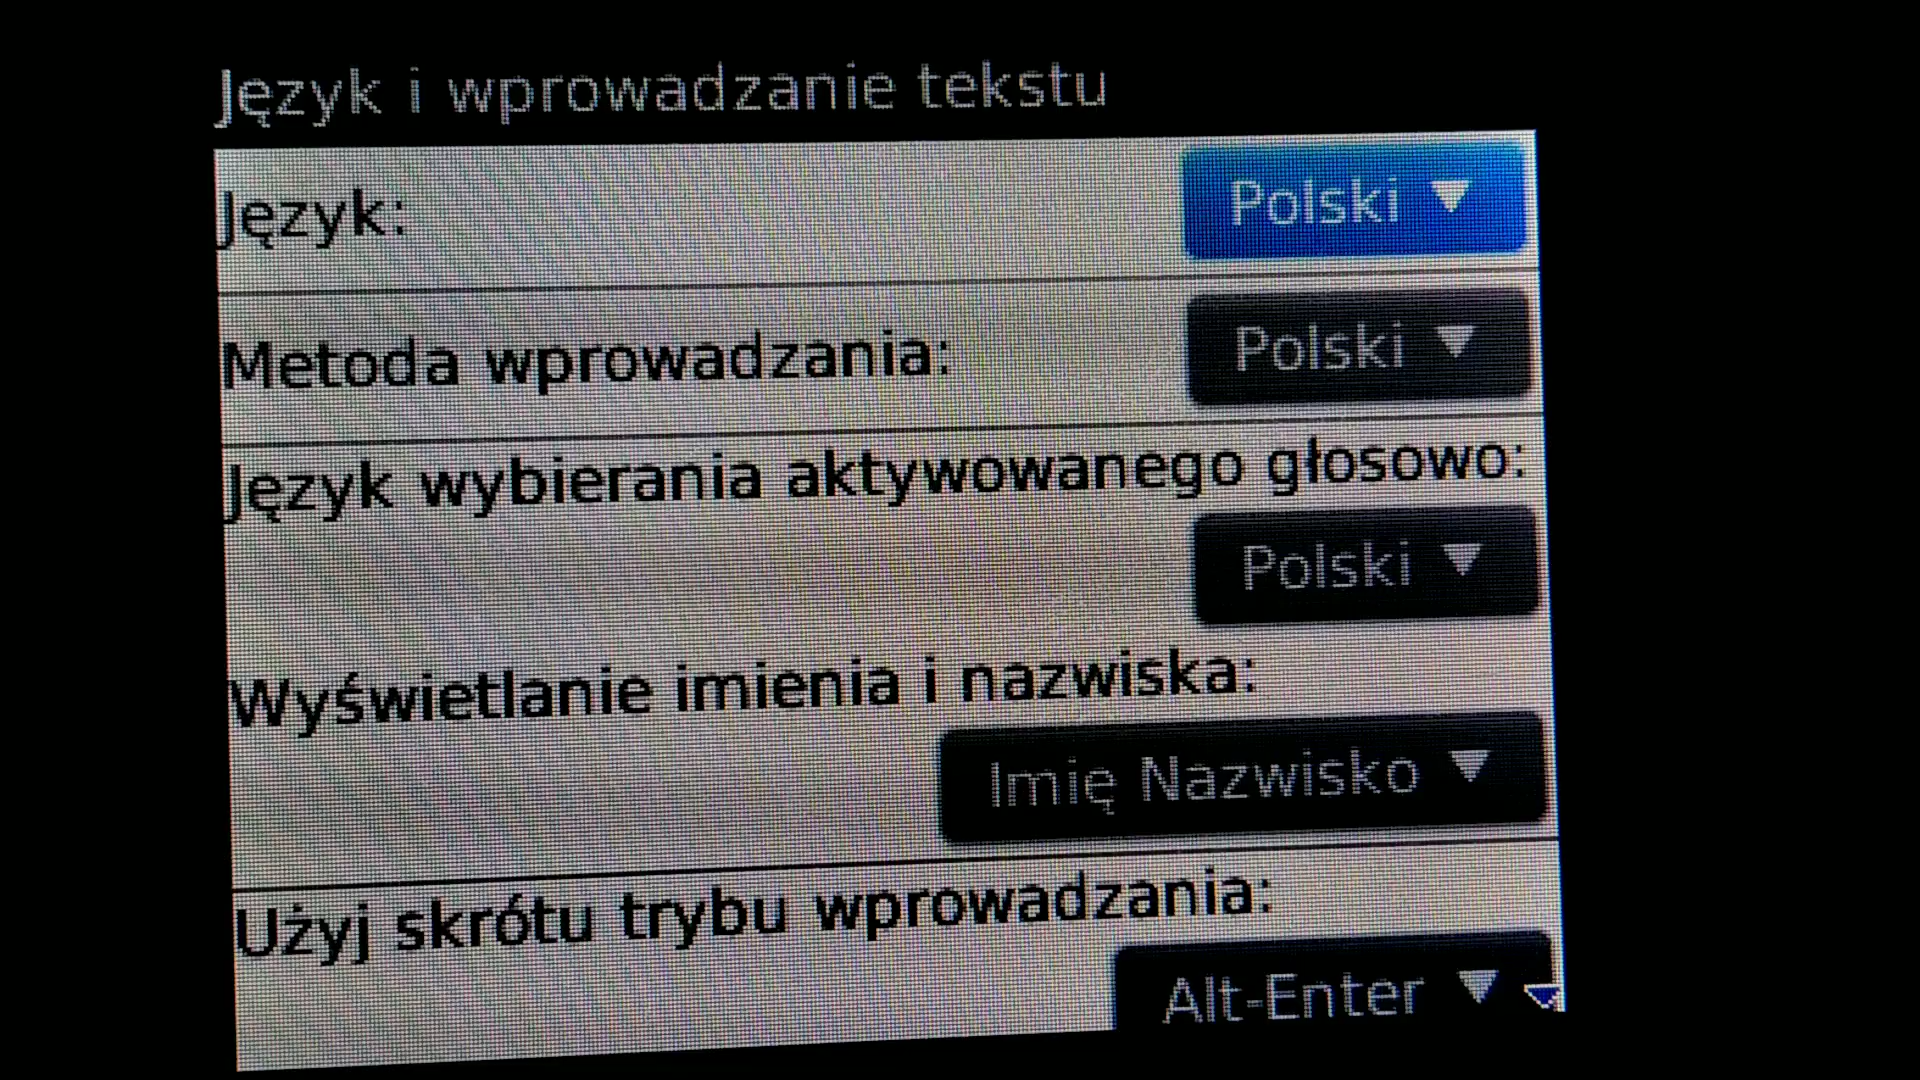 Język i wprowadzanie tekstu
Język: Polski
Metoda wprowadzania: Polski
Język wybierania aktywowanego głosowo:
Polski
Wyświetlanie imienia i nazwiska:
Imię Nazwisko
Użyj skrótu trybu wprowadzania:
Alt-Enter